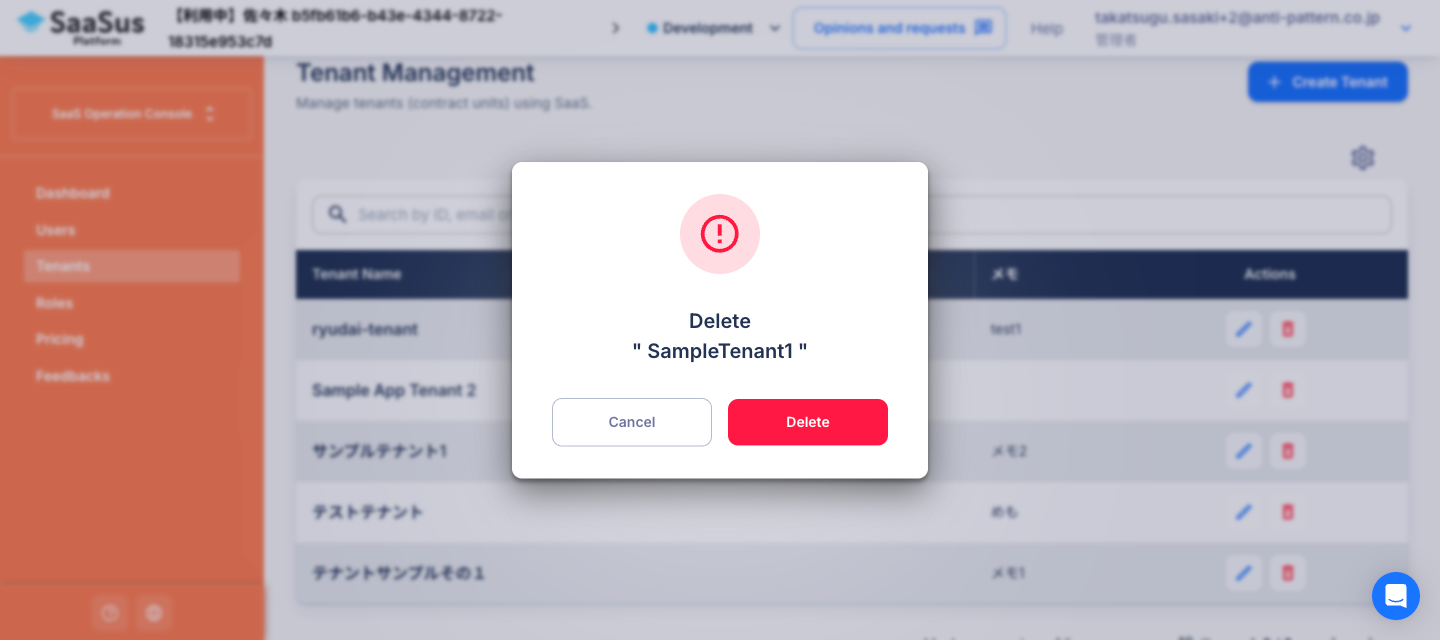 SaaSus
Platform
【利用中】佐々木 b5fb61b6-b43e-4344-8722-
18315e953c7d
Development
Opinions and requests
Help
takatsugu.sasaki+2@anti-pattern.co.jp
管理者
SaaS Operation Console
Dashboard
Users
Tenants
Roles
Pricing
Feedbacks
Tenant Management
Manage tenants (contract units) using SaaS.
Create Tenant
Search by ID, email
Tenant Name
メモ
Actions
ryudai-tenant
test1
Sample App Tenant 2
サンプルテナント1
メモ2
テストテナント
めも
テナントサンプルその１
メモ1
Delete
" SampleTenant1 "
Cancel
Delete